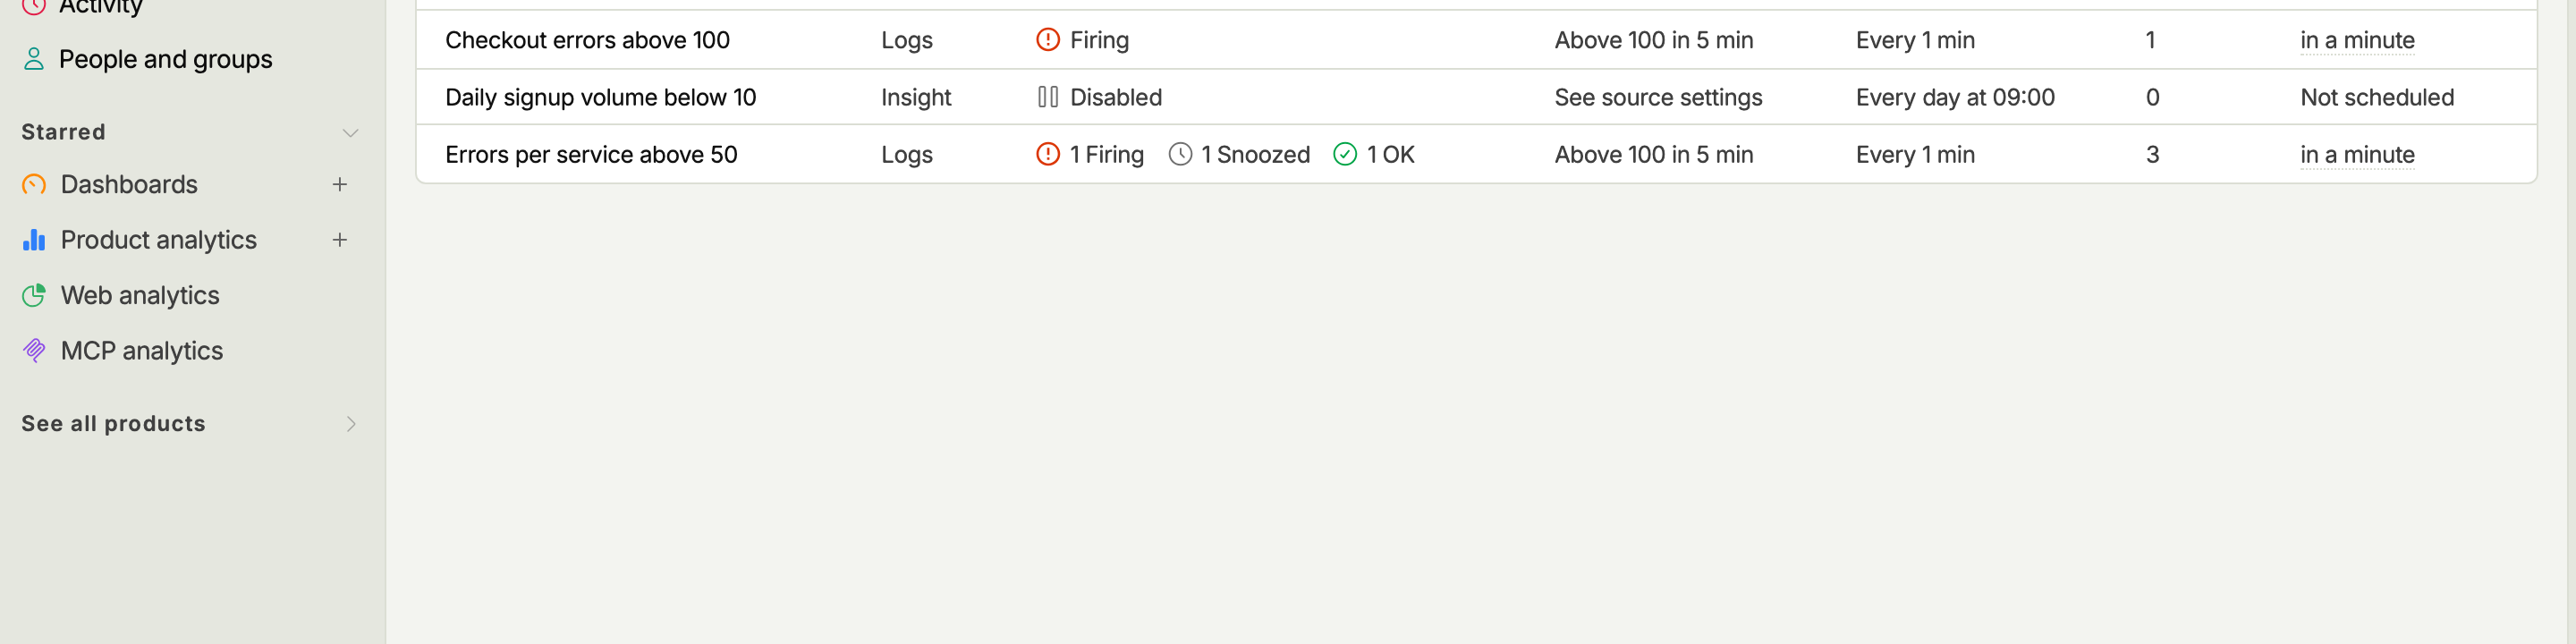 Activity
People and groups
Starred
Dashboards
Product analytics
Web analytics
MCP analytics
See all products
Checkout errors above 100 Logs Firing Above 100 in 5 min Every 1 min 1 in a minute
Daily signup volume below 10 Insight Disabled See source settings Every day at 09:00 0 Not scheduled
Errors per service above 50 Logs 1 Firing 1 Snoozed 1 OK Above 100 in 5 min Every 1 min 3 in a minute